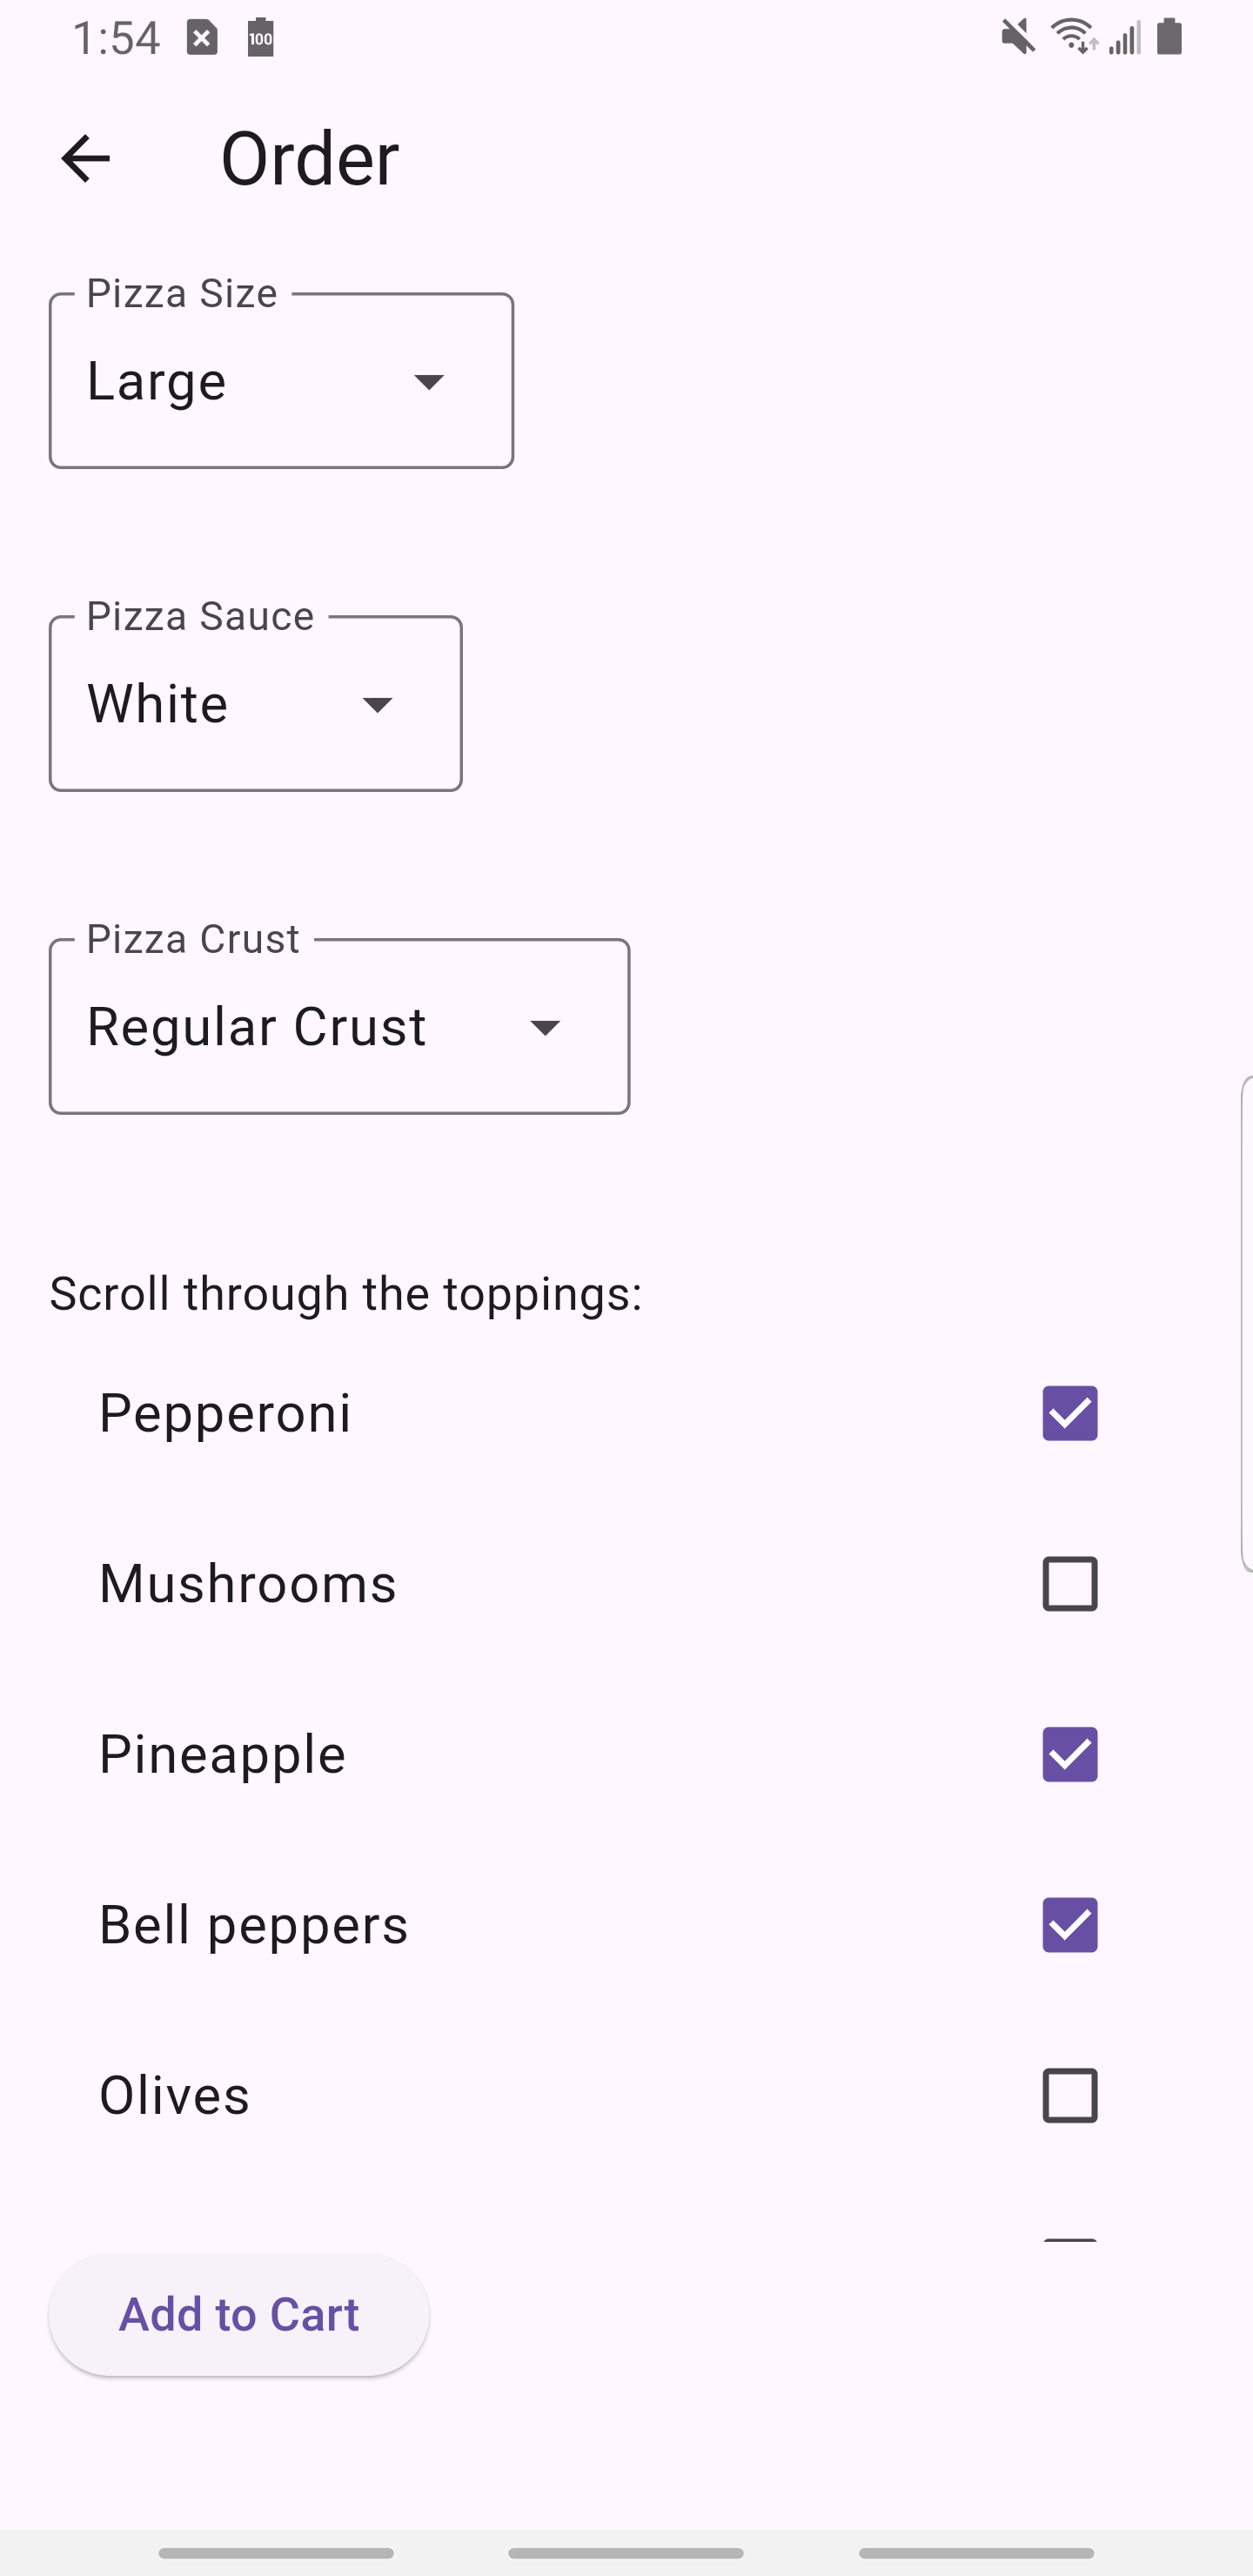 1:54
100
Order
Pizza Size
Large
Pizza Sauce
White
Pizza Crust
Regular Crust
Scroll through the toppings:
Pepperoni
Mushrooms
Pineapple
Bell peppers
Olives
Add to Cart